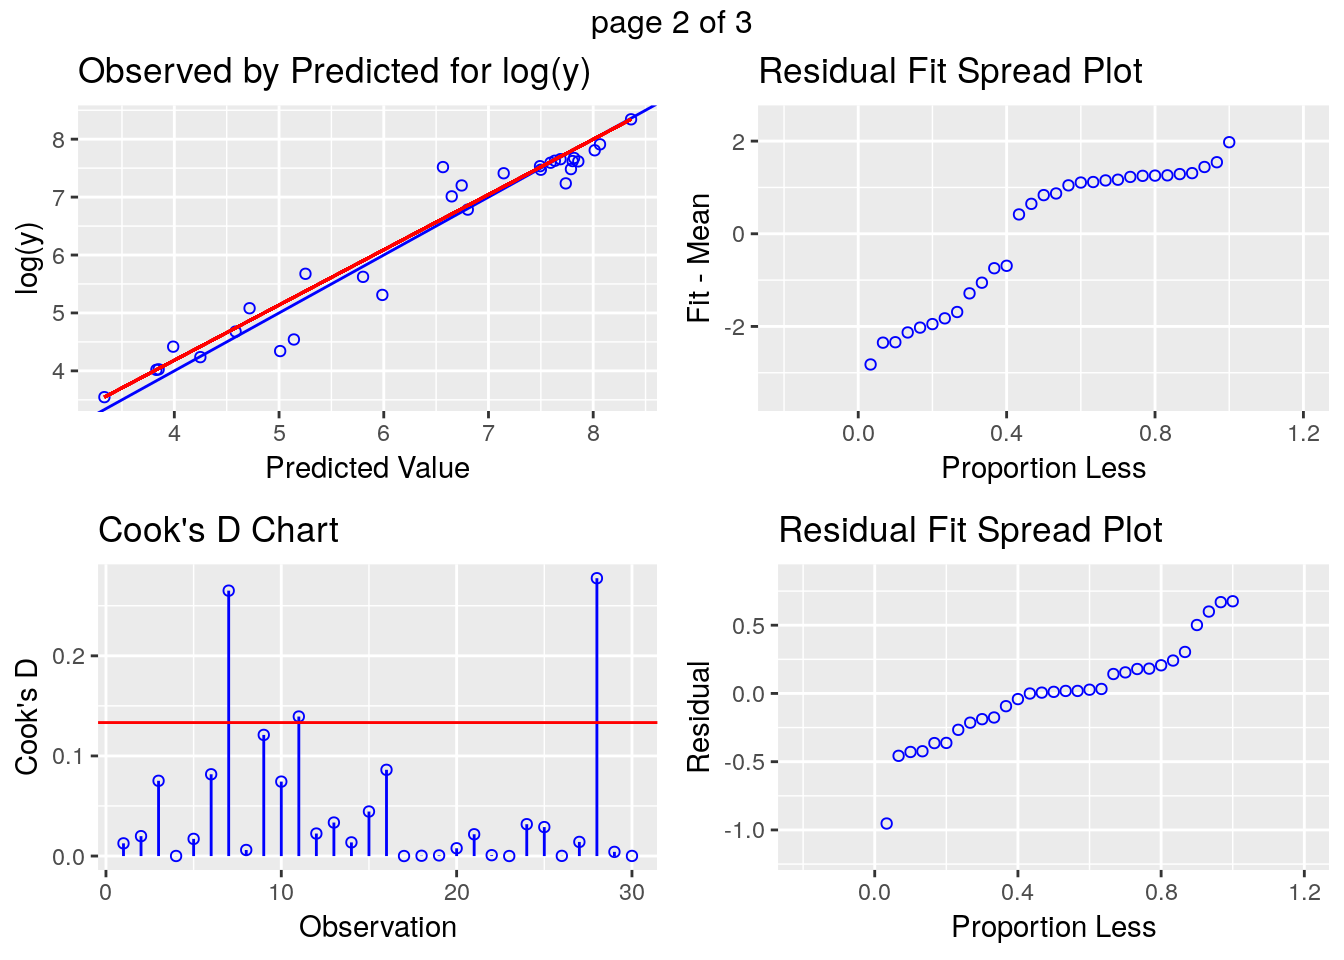 page 2 of 3
Observed by Predicted for log(y)
log(y)
8
7
6
5
4
4 5 6 7 8
Predicted Value
Residual Fit Spread Plot
Fit - Mean
2
0
-2
0.0 0.4 0.8 1.2
Proportion Less
Cook's D Chart
Cook's D
0.2
0.1
0.0
0 10 20 30
Observation
Residual Fit Spread Plot
Residual
0.5
0.0
-0.5
-1.0
0.0 0.4 0.8 1.2
Proportion Less